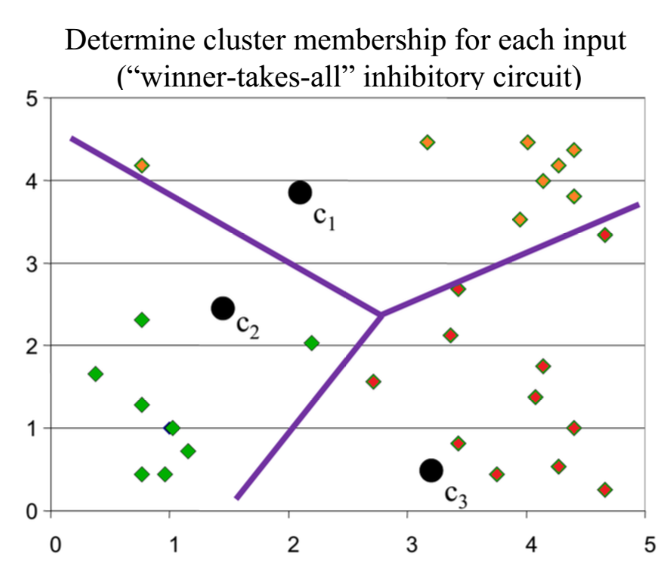 Determine cluster membership for each input
(“winner-takes-all” inhibitory circuit)
5
4
c1
3
c2
2
1
c3
0
0 1 2 3 4 5